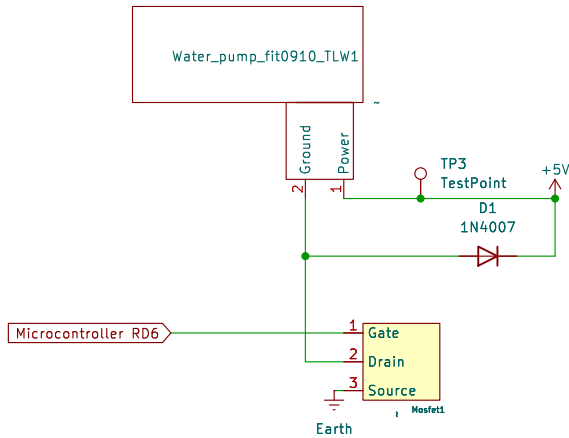 Water_pump_fit0910_TLW1
~
Ground
Power
2
1
TP3
TestPoint
+5V
D1
1N4007
Microcontroller RD6
1
Gate
2
Drain
3
Source
Mosfet1
~
Earth